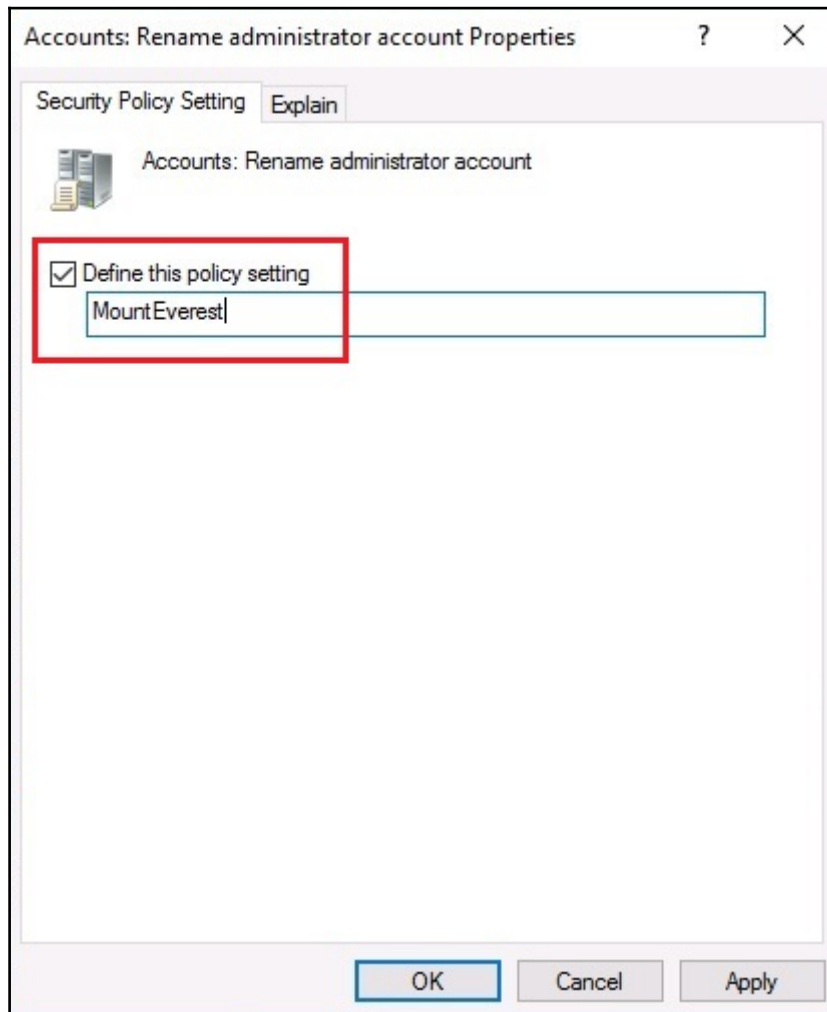 Accounts: Rename administrator account Properties ? X
Security Policy Setting Explain
Accounts: Rename administrator account
Define this policy setting
MountEverest
OK Cancel Apply